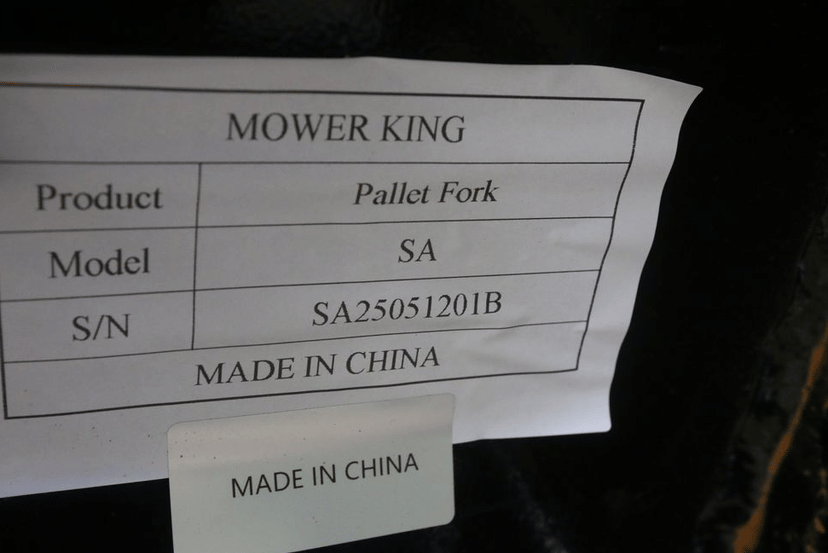 MOWER KING
Product Pallet Fork
Model SA
S/N SA25051201B
MADE IN CHINA
MADE IN CHINA